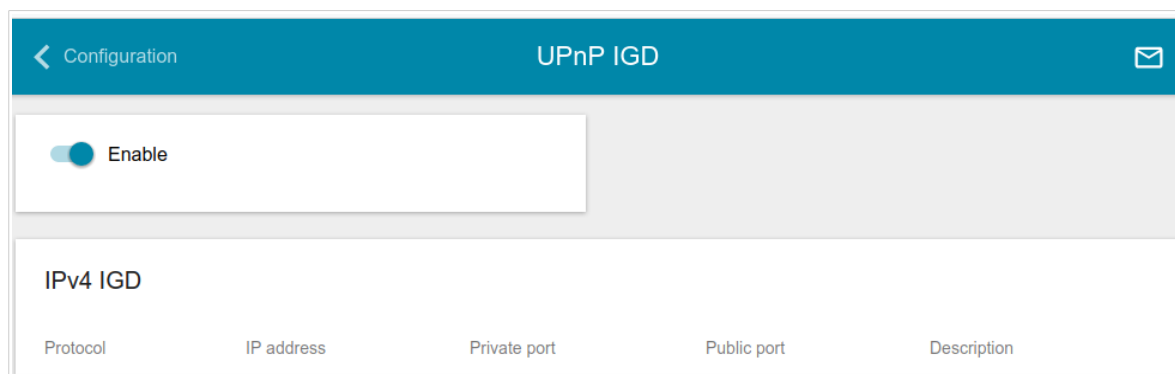 Configuration UPnP IGD
Enable
IPv4 IGD
Protocol IP address Private port Public port Description